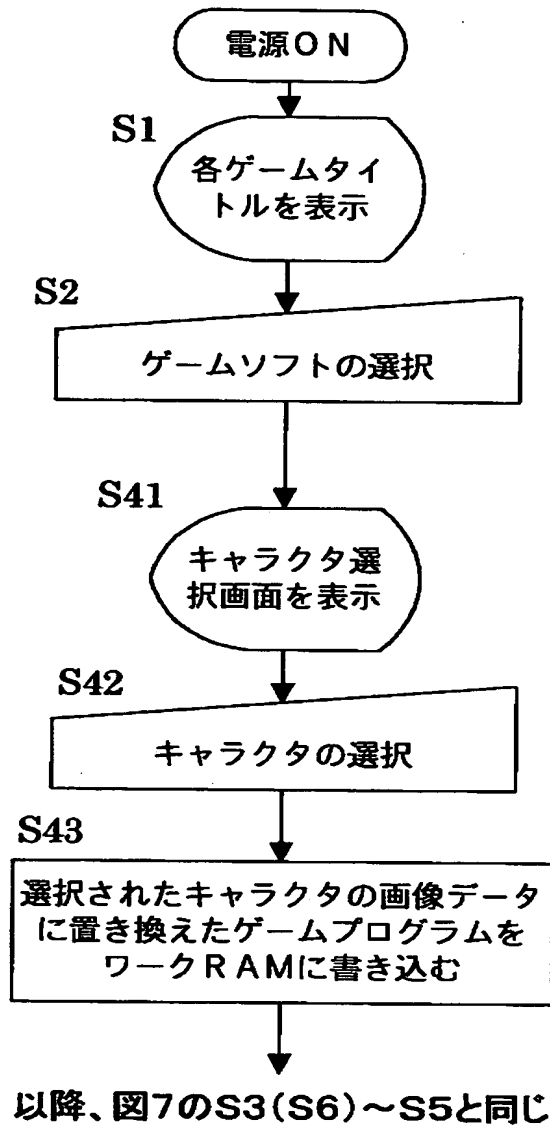 電源ON
S1
各ゲームタイ
トルを表示
S2
ゲームソフトの選択
S41
キャラクタ選
択画面を表示
S42
キャラクタの選択
S43
選択されたキャラクタの画像データ
に置き換えたゲームプログラムを
ワークRAMに書き込む
以降、図7のS3(S6)～S5と同じ